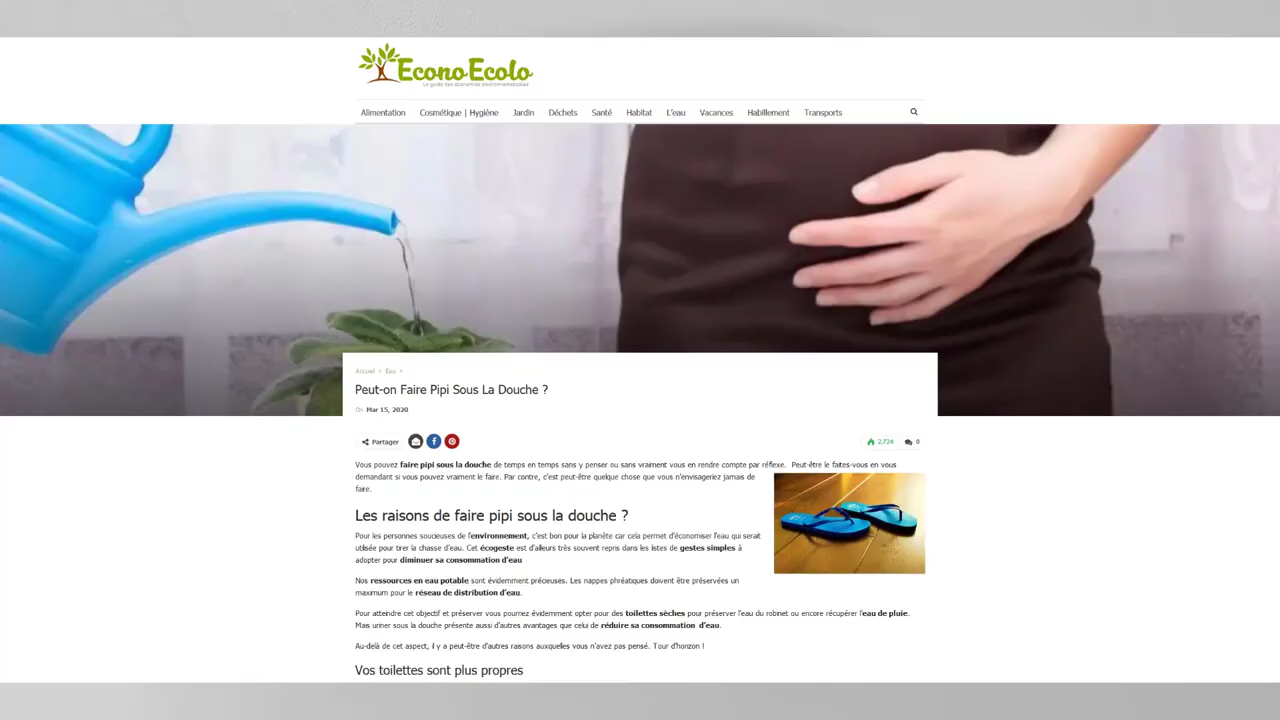 EconoEcolo
Le guide des économies environnementales
Alimentation Cosmétique | Hygiène Jardin Déchets Santé Habitat L'eau Vacances Habillement Transports
Accueil > Eau >
Peut-on Faire Pipi Sous La Douche ?
On Mar 15, 2020
Partager
2.724 0
Vous pouvez faire pipi sous la douche de temps en temps sans y penser ou sans vraiment vous en rendre compte par réflexe. Peut-être le faites-vous en vous
demandant si vous pouvez vraiment le faire. Par contre, c'est peut-être quelque chose que vous n'envisageriez jamais de
faire.
Les raisons de faire pipi sous la douche ?
Pour les personnes soucieuses de l'environnement, c'est bon pour la planète car cela permet d'économiser l'eau qui serait
utilisée pour tirer la chasse d'eau. Cet écogeste est d'ailleurs très souvent repris dans les listes de gestes simples à
adopter pour diminuer sa consommation d'eau
Nos ressources en eau potable sont évidemment précieuses. Les nappes phréatiques doivent être préservées un
maximum pour le réseau de distribution d'eau.
Pour atteindre cet objectif et préserver vous pourriez évidemment opter pour des toilettes sèches pour préserver l'eau du robinet ou encore récupérer l'eau de pluie.
Mais uriner sous la douche présente aussi d'autres avantages que celui de réduire sa consommation d'eau.
Au-delà de cet aspect, il y a peut-être d'autres raisons auxquelles vous n'avez pas pensé. Tour d'horizon !
Vos toilettes sont plus propres